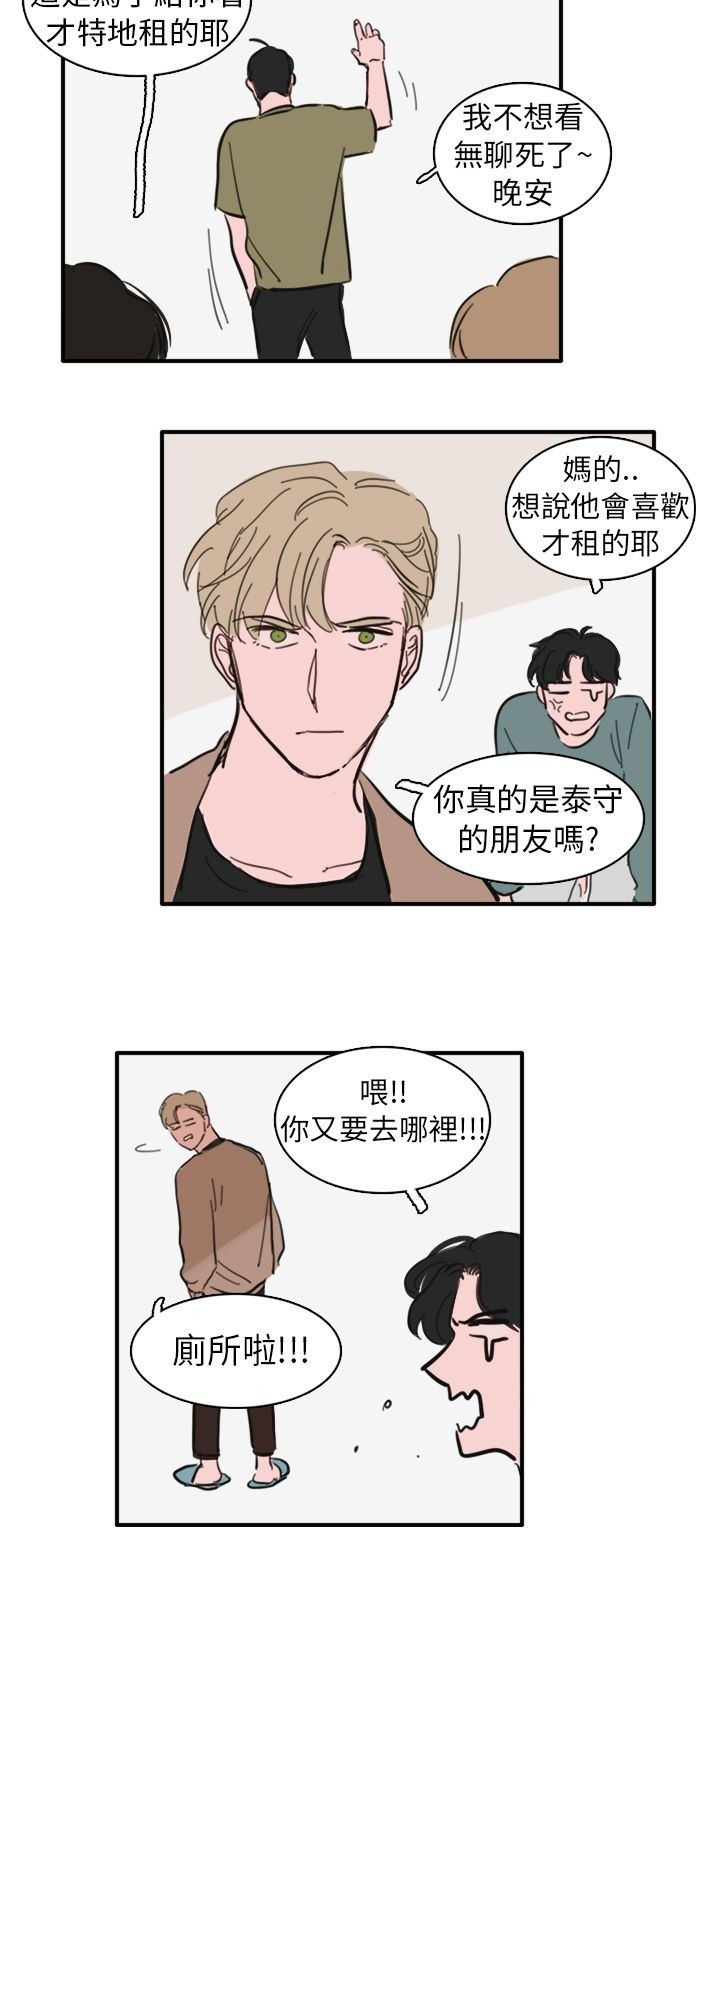 才特地租的耶
我不想看
無聊死了~
晚安
媽的..
想說他會喜歡
才租的耶
你真的是泰守
的朋友嗎?
喂!!
你又要去哪裡!!!
廁所啦!!!